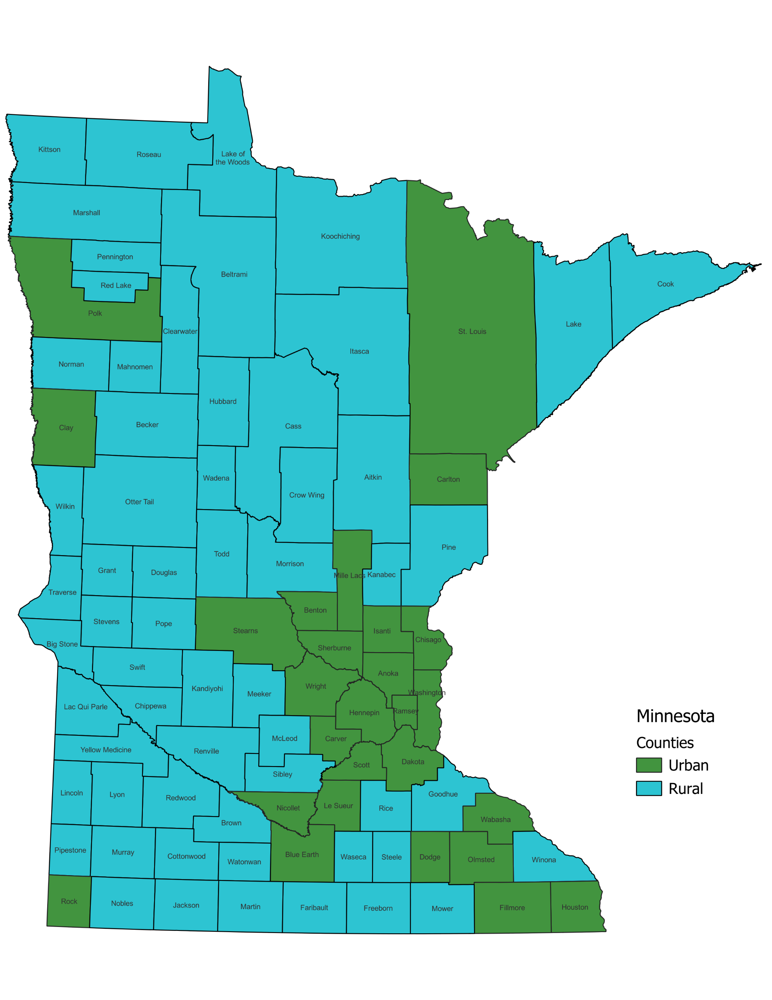 Kittson
Roseau
Lake of
the Woods
Marshall
Koochiching
Pennington
Beltrami
Red Lake
Cook
Polk
Lake
Clearwater
St. Louis
Itasca
Norman
Mahnomen
Hubbard
Becker
Cass
Clay
Wadena
Aitkin
Carlton
Crow Wing
Otter Tail
Wilkin
Pine
Todd
Morrison
Grant
Douglas
Mille Lacs
Kanabec
Traverse
Benton
Stevens
Pope
Stearns
Isanti
Chisago
Big Stone
Sherburne
Swift
Anoka
Wright
Kandiyohi
Washington
Meeker
Lac Qui Parle
Chippewa
Hennepin
Ramsey
Minnesota
McLeod
Carver
Counties
Yellow Medicine
Renville
Scott
Dakota
Urban
Sibley
Rural
Lincoln
Lyon
Redwood
Goodhue
Le Sueur
Nicollet
Rice
Wabasha
Brown
Pipestone
Murray
Cottonwood
Blue Earth
Waseca
Steele
Dodge
Olmsted
Winona
Watonwan
Rock
Nobles
Jackson
Martin
Faribault
Freeborn
Mower
Fillmore
Houston